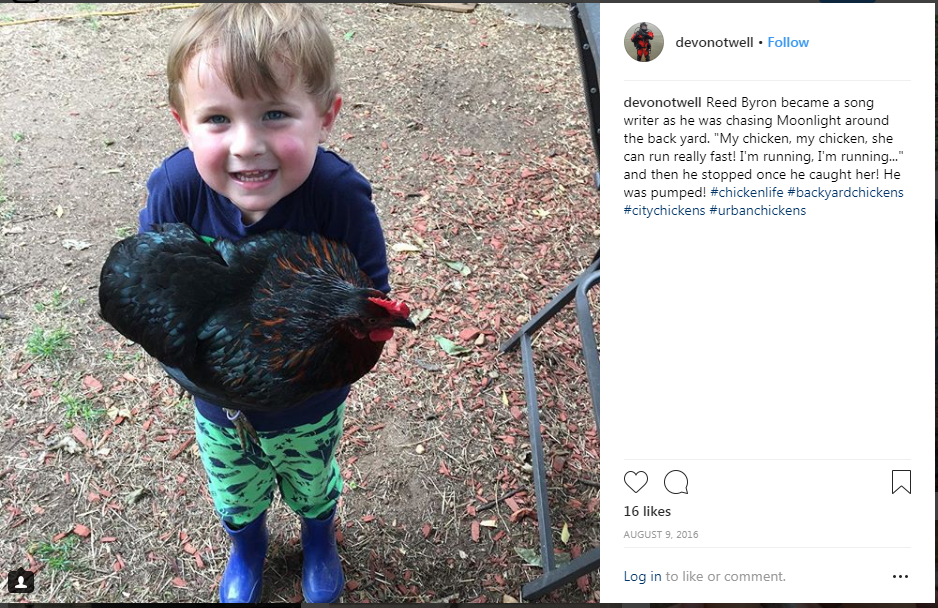 devonotwell • Follow
devonotwell Reed Byron became a song
writer as he was chasing Moonlight around
the back yard. "My chicken, my chicken, she
can run really fast! I'm running, I'm running..."
and then he stopped once he caught her! He
was pumped! #chickenlife #backyardchickens
#citychickens #urbanchickens
16 likes
AUGUST 9, 2016
Log in to like or comment.